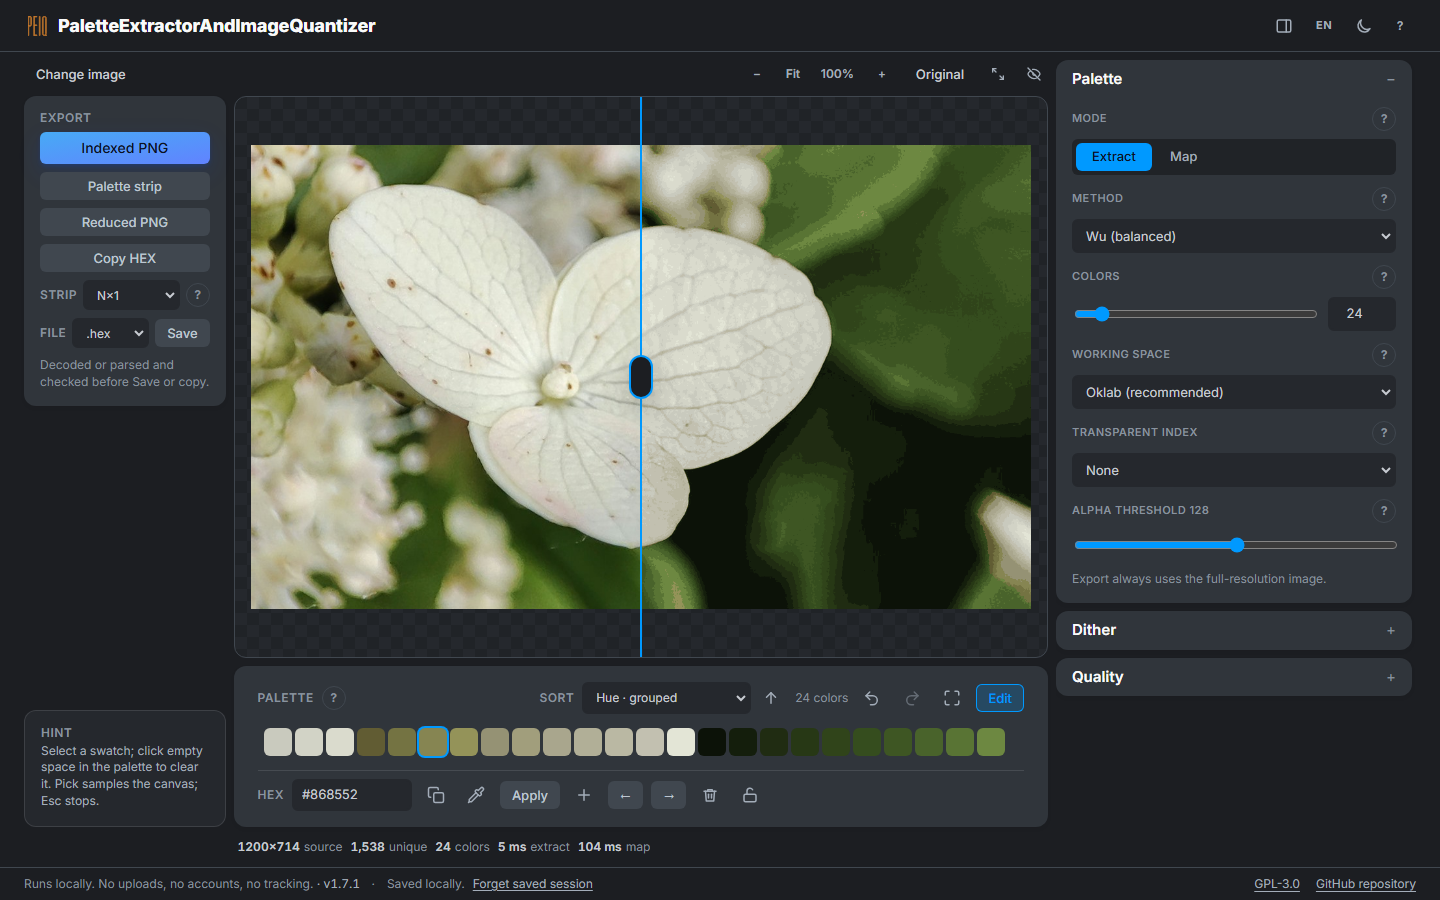 PEIQ PaletteExtractorAndImageQuantizer
EN ?
Change image
− Fit 100% + Original
EXPORT
Indexed PNG
Palette strip
Reduced PNG
Copy HEX
STRIP N×1 ?
FILE .hex Save
Decoded or parsed and
checked before Save or copy.
HINT
Select a swatch; click empty
space in the palette to clear
it. Pick samples the canvas;
Esc stops.
PALETTE ? SORT Hue · grouped ↑ 24 colors Edit
HEX #868552 Apply + ← →
1200×714 source 1,538 unique 24 colors 5 ms extract 104 ms map
Palette −
MODE ?
Extract Map
METHOD ?
Wu (balanced)
COLORS ?
24
WORKING SPACE ?
Oklab (recommended)
TRANSPARENT INDEX ?
None
ALPHA THRESHOLD 128 ?
Export always uses the full-resolution image.
Dither +
Quality +
Runs locally. No uploads, no accounts, no tracking. · v1.7.1 · Saved locally. Forget saved session
GPL-3.0 GitHub repository